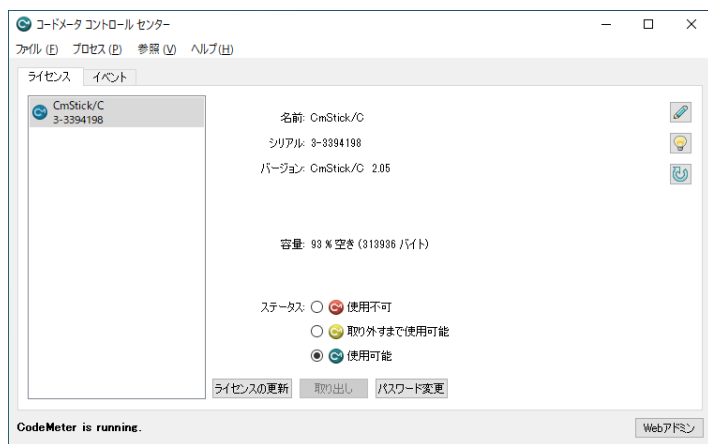 コードメータ コントロール センター
ファイル (F) プロセス (P) 参照 (V) ヘルプ(H)
ライセンス イベント
CmStick/C
3-3394198
名前: CmStick/C
シリアル: 3-3394198
バージョン: CmStick/C 2.05
容量: 93 % 空き (313936 バイト)
ステータス: 使用不可
取り外すまで使用可能
使用可能
ライセンスの更新 取り出し パスワード変更
CodeMeter is running.
Webアドミン